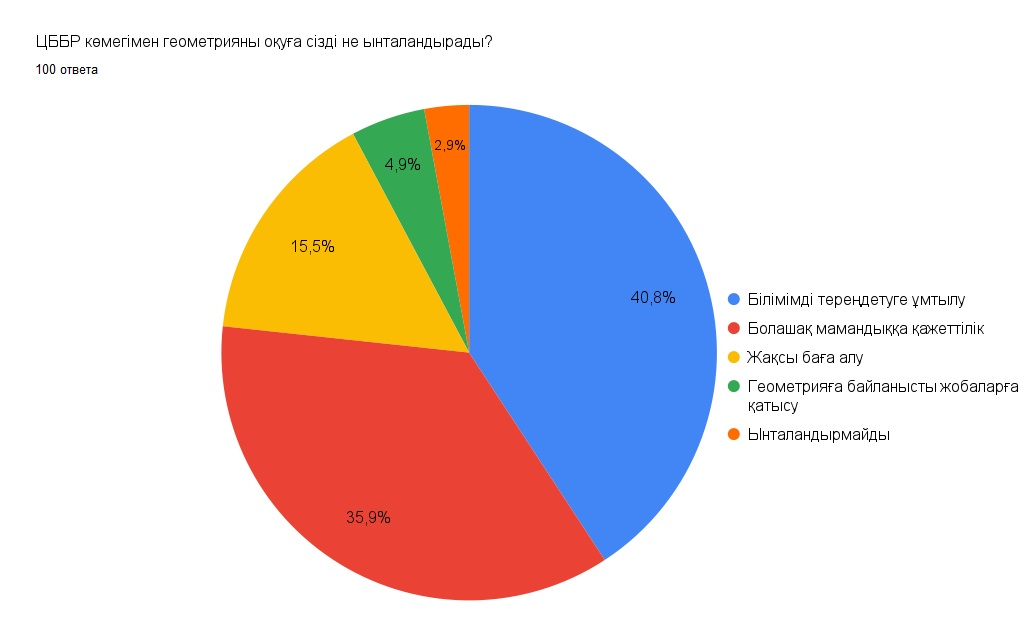 ЦББР көмегімен геометрияны оқуға сізді не ынталандырады?
100 ответа
2,9%
4,9%
15,5%
40,8%
35,9%
Білімімді тереңдетуге ұмтылу
Болашақ мамандыққа қажеттілік
Жақсы баға алу
Геометрияға байланысты жобаларға
қатысу
Ынталандырмайды